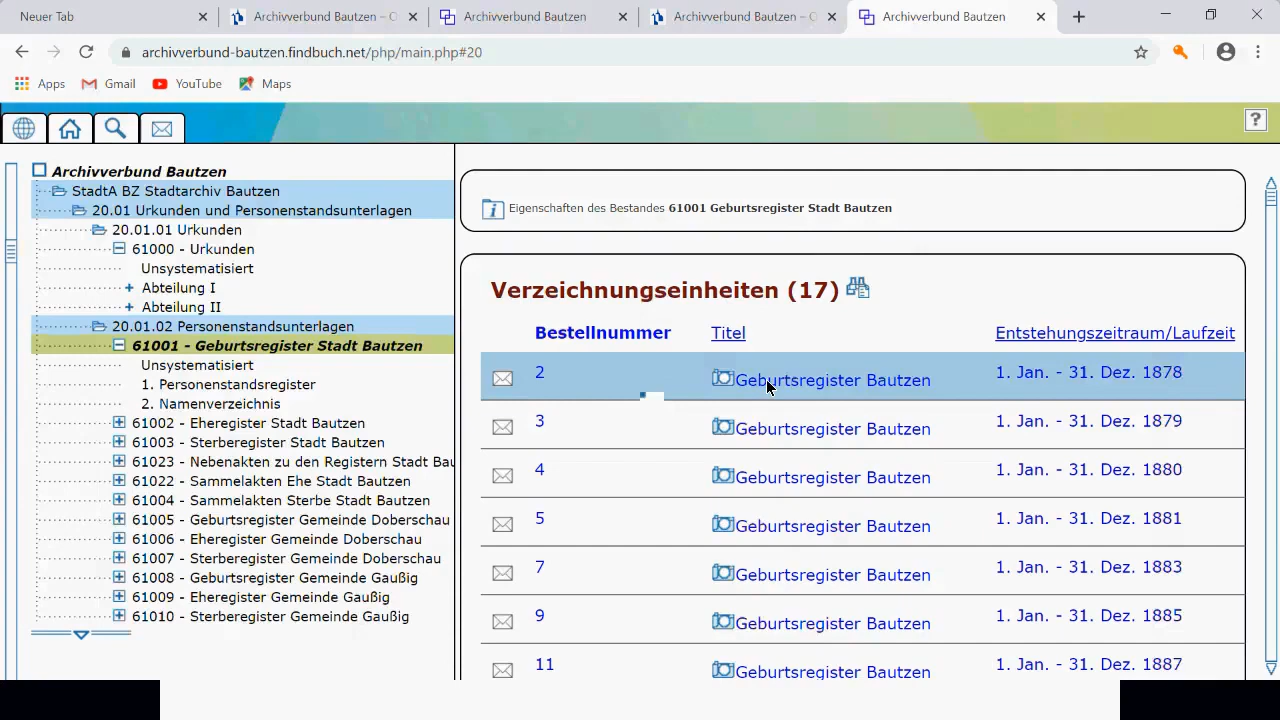 Neuer Tab
Archivverbund Bautzen – O
Archivverbund Bautzen
Archivverbund Bautzen – O
Archivverbund Bautzen
archivverbund-bautzen.findbuch.net/php/main.php#20
Apps
Gmail
YouTube
Maps
?
Archivverbund Bautzen
StadtA BZ Stadtarchiv Bautzen
20.01 Urkunden und Personenstandsunterlagen
20.01.01 Urkunden
61000 - Urkunden
Unsystematisiert
Abteilung I
Abteilung II
20.01.02 Personenstandsunterlagen
61001 - Geburtsregister Stadt Bautzen
Unsystematisiert
1. Personenstandsregister
2. Namenverzeichnis
61002 - Eheregister Stadt Bautzen
61003 - Sterberegister Stadt Bautzen
61023 - Nebenakten zu den Registern Stadt Bau
61022 - Sammelakten Ehe Stadt Bautzen
61004 - Sammelakten Sterbe Stadt Bautzen
61005 - Geburtsregister Gemeinde Doberschau
61006 - Eheregister Gemeinde Doberschau
61007 - Sterberegister Gemeinde Doberschau
61008 - Geburtsregister Gemeinde Gaußig
61009 - Eheregister Gemeinde Gaußig
61010 - Sterberegister Gemeinde Gaußig
Eigenschaften des Bestandes 61001 Geburtsregister Stadt Bautzen
Verzeichnungseinheiten (17)
Bestellnummer Titel Entstehungszeitraum/Laufzeit
2 Geburtsregister Bautzen 1. Jan. - 31. Dez. 1878
3 Geburtsregister Bautzen 1. Jan. - 31. Dez. 1879
4 Geburtsregister Bautzen 1. Jan. - 31. Dez. 1880
5 Geburtsregister Bautzen 1. Jan. - 31. Dez. 1881
7 Geburtsregister Bautzen 1. Jan. - 31. Dez. 1883
9 Geburtsregister Bautzen 1. Jan. - 31. Dez. 1885
11 Geburtsregister Bautzen 1. Jan. - 31. Dez. 1887